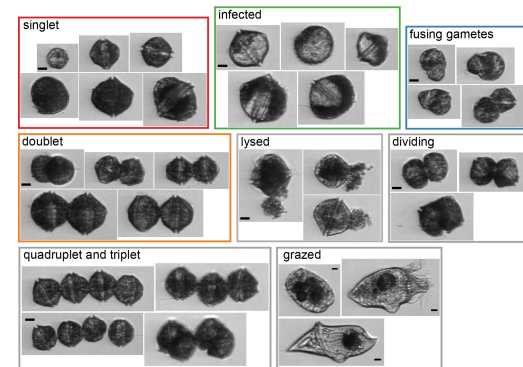 singlet
infected
fusing gametes
doublet
lysed
dividing
quadruplet and triplet
grazed